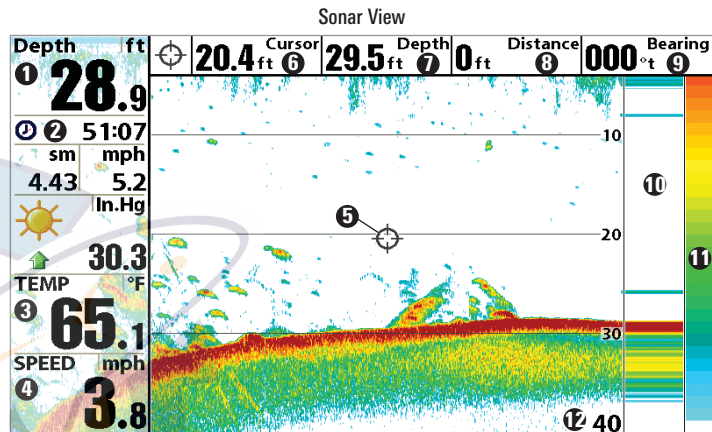 Sonar View
Depth ft
1 28.9
2 51:07
sm mph
4.43 5.2
In.Hg
30.3
TEMP °F
3 65.1
SPEED mph
4 3.8
20.4 ft Cursor 6
29.5 ft Depth 7
0 ft Distance 8
000 °t Bearing 9
10
5
20
30
12 40
10
11